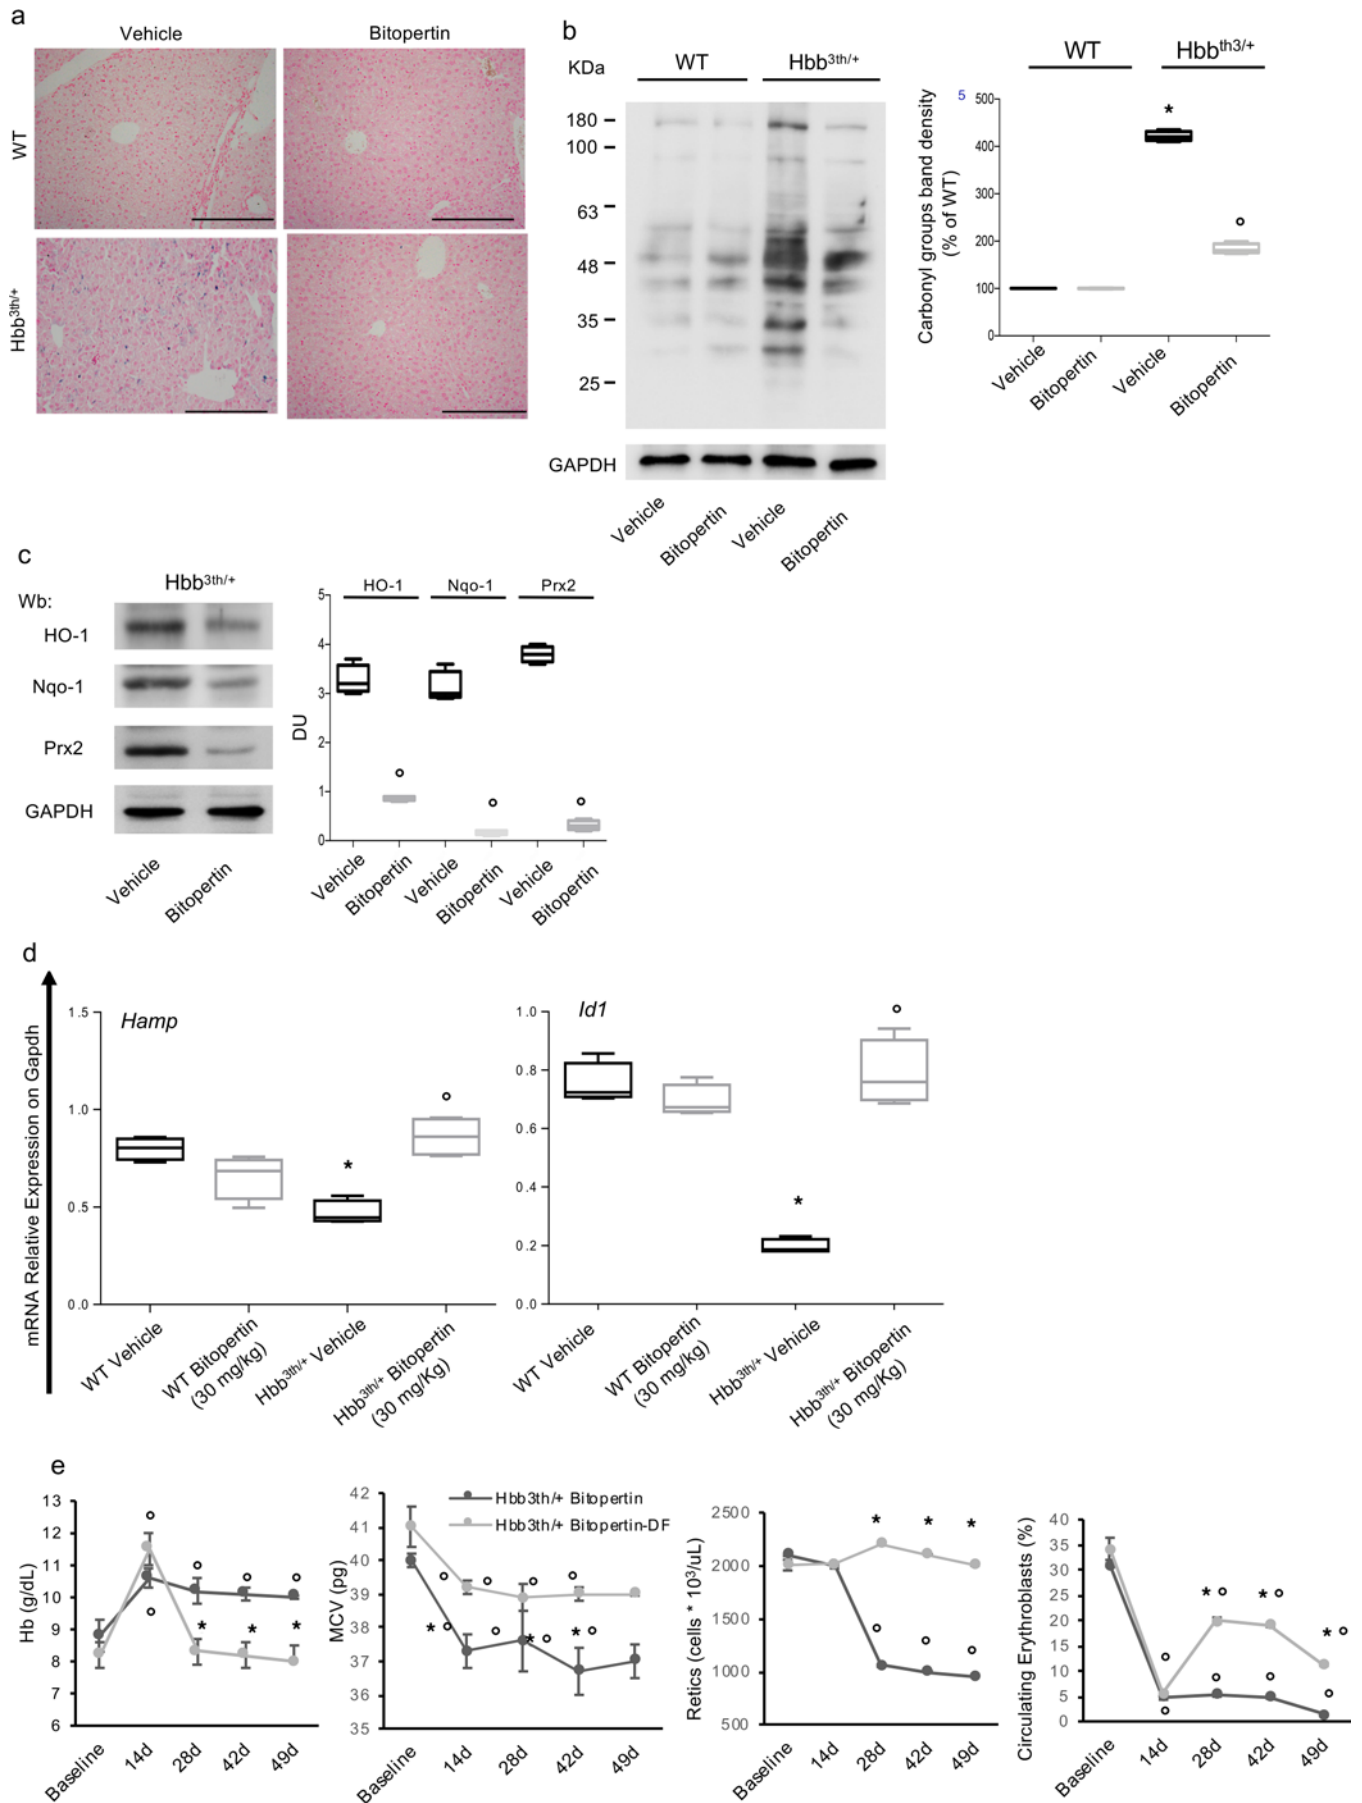 a
Vehicle
Bitopertin
WT
Hbb3th/+
b
KDa
WT
Hbb3th/+
180
100
63
48
35
25
GAPDH
Vehicle
Bitopertin
Vehicle
Bitopertin
WT
Hbbth3/+
5
Carbonyl groups band density
(% of WT)
500
400
300
200
100
0
*
°
Vehicle
Bitopertin
Vehicle
Bitopertin
c
Hbb3th/+
Wb:
HO-1
Nqo-1
Prx2
GAPDH
Vehicle
Bitopertin
HO-1 Nqo-1 Prx2
DU
5
4
3
2
1
0
° ° °
Vehicle
Bitopertin
Vehicle
Bitopertin
Vehicle
Bitopertin
d
mRNA Relative Expression on Gapdh
Hamp
1.5
1.0
0.5
0.0
* °
WT Vehicle
WT Bitopertin
(30 mg/kg)
Hbb3th/+ Vehicle
Hbb3th/+ Bitopertin
(30 mg/Kg)
Id1
1.0
0.8
0.6
0.4
0.2
0.0
* °
WT Vehicle
WT Bitopertin
(30 mg/kg)
Hbb3th/+ Vehicle
Hbb3th/+ Bitopertin
(30 mg/Kg)
e
Hb (g/dL)
13
12
11
10
9
8
7
6
° ° ° ° °
* * *
Baseline
14d
28d
42d
49d
MCV (pg)
42
41
40
39
38
37
36
35
Hbb3th/+ Bitopertin
Hbb3th/+ Bitopertin-DF
° ° ° °
* ° ° * ° * °
Baseline
14d
28d
42d
49d
Retics (cells * 10³/uL)
2500
2000
1500
1000
500
* * *
° ° °
Baseline
14d
28d
42d
49d
Circulating Erythroblasts (%)
40
35
30
25
20
15
10
5
0
* ° * ° * °
° ° ° ° °
Baseline
14d
28d
42d
49d